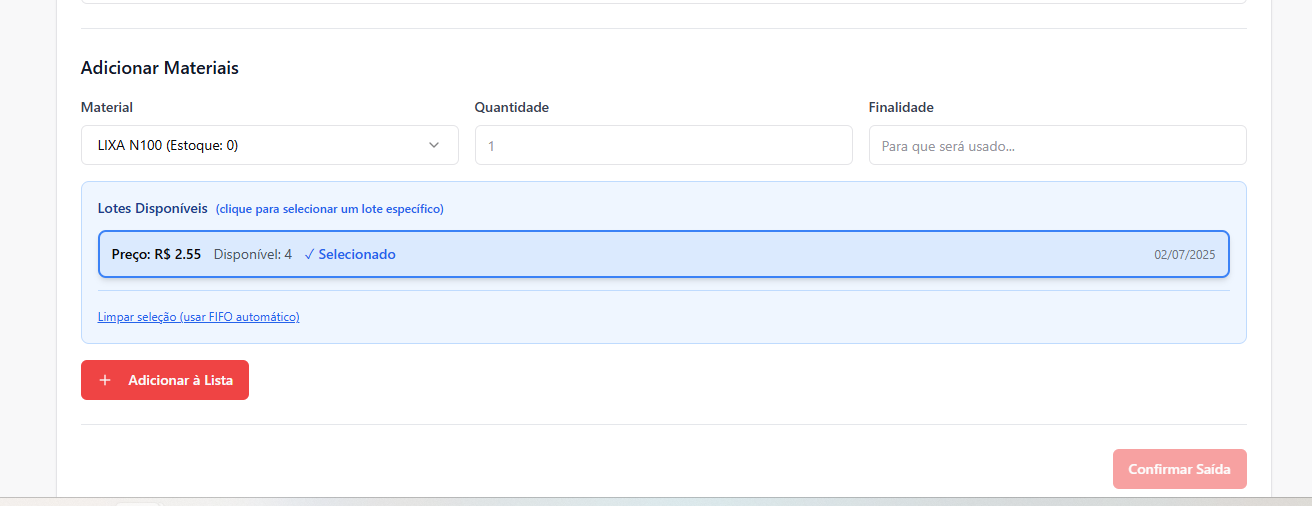 Adicionar Materiais
Material
Quantidade
Finalidade
LIXA N100 (Estoque: 0)
1
Para que será usado...
Lotes Disponíveis (clique para selecionar um lote específico)
Preço: R$ 2.55 Disponível: 4 ✓ Selecionado 02/07/2025
Limpar seleção (usar FIFO automático)
+ Adicionar à Lista
Confirmar Saída